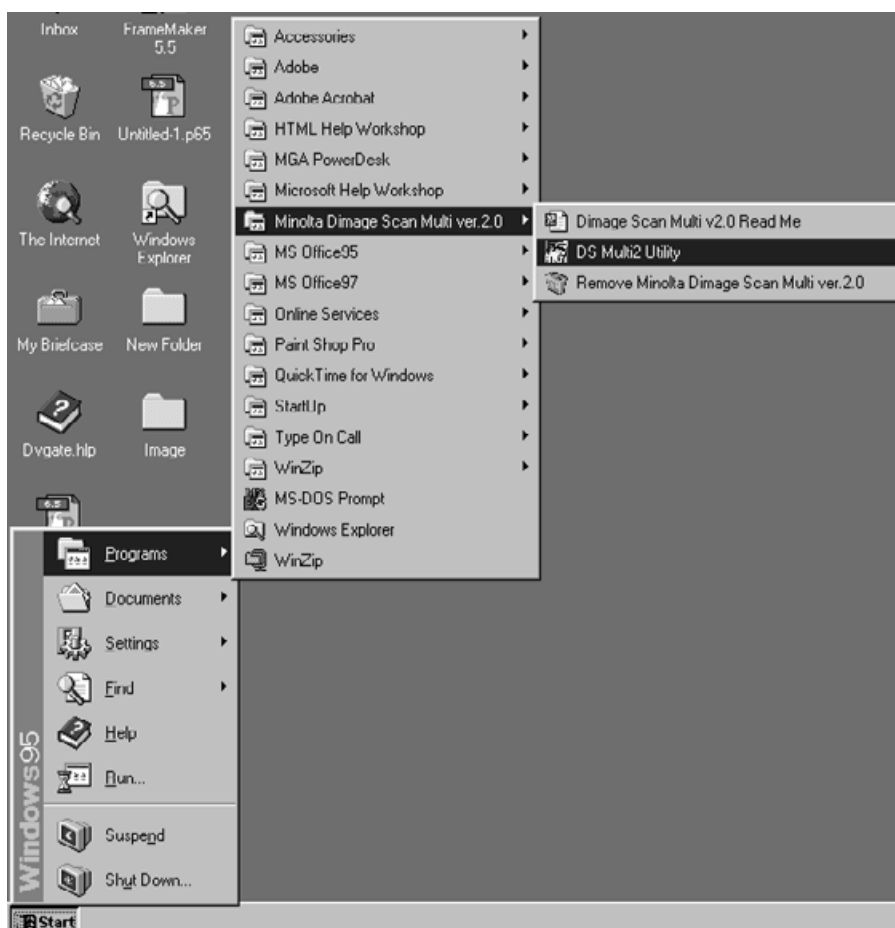 Inbox
FrameMaker
5.5
Recycle Bin
Untitled-1.p65
The Internet
Windows
Explorer
My Briefcase
New Folder
Dvgate.hlp
Image
Accessories
Adobe
Adobe Acrobat
HTML Help Workshop
MGA PowerDesk
Microsoft Help Workshop
Minolta Dimage Scan Multi ver.2.0
MS Office95
MS Office97
Online Services
Paint Shop Pro
QuickTime for Windows
StartUp
Type On Call
WinZip
MS-DOS Prompt
Windows Explorer
WinZip
Dimage Scan Multi v2.0 Read Me
DS Multi2 Utility
Remove Minolta Dimage Scan Multi ver.2.0
Programs
Documents
Settings
Find
Help
Run...
Suspend
Shut Down...
Windows95
Start